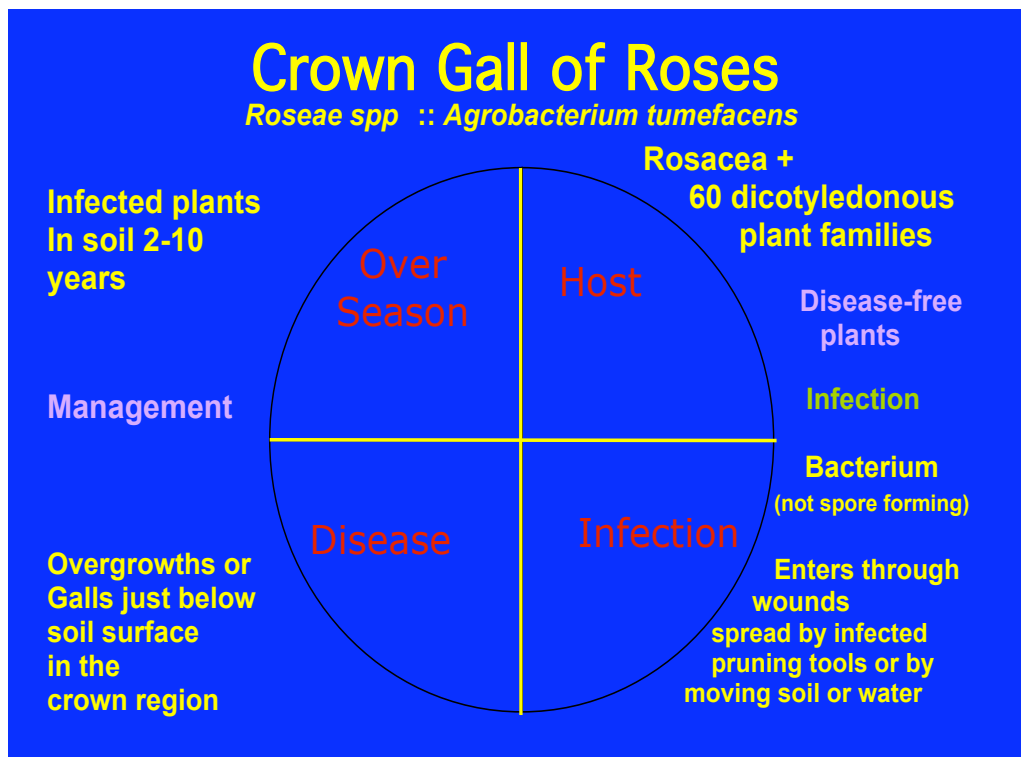 Crown Gall of Roses
Roseae spp :: Agrobacterium tumefacens
Rosacea +
60 dicotyledonous
plant families
Infected plants
In soil 2-10
years
Over
Season
Host
Disease-free
plants
Management
Infection
Bacterium
(not spore forming)
Disease
Infection
Overgrowths or
Galls just below
soil surface
in the
crown region
Enters through
wounds
spread by infected
pruning tools or by
moving soil or water